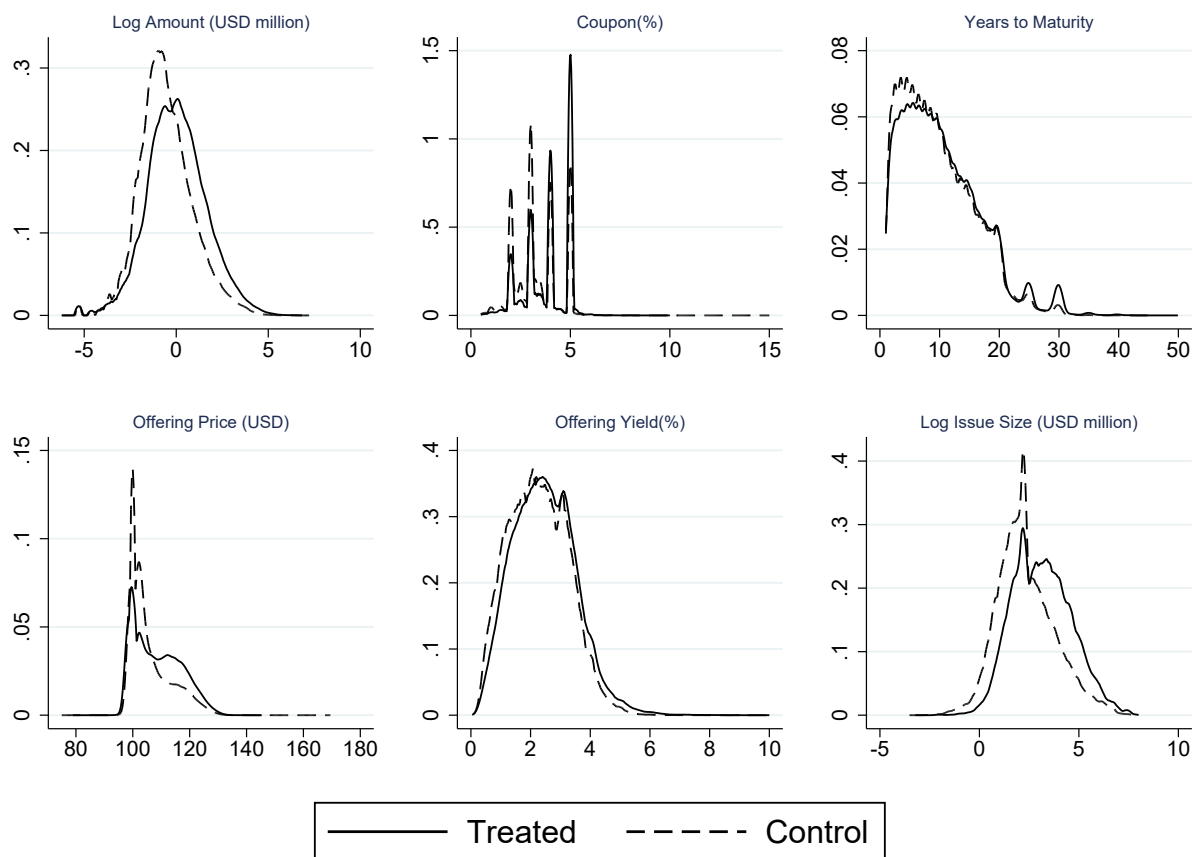 Log Amount (USD million)
Coupon(%)
Years to Maturity
0 .1 .2 .3
-5 0 5 10
0 .5 1 1.5
0 5 10 15
0 .02 .04 .06 .08
0 10 20 30 40 50
Offering Price (USD)
Offering Yield(%)
Log Issue Size (USD million)
0 .05 .1 .15
80 100 120 140 160 180
0 .1 .2 .3 .4
0 2 4 6 8 10
0 .1 .2 .3 .4
-5 0 5 10
Treated
Control